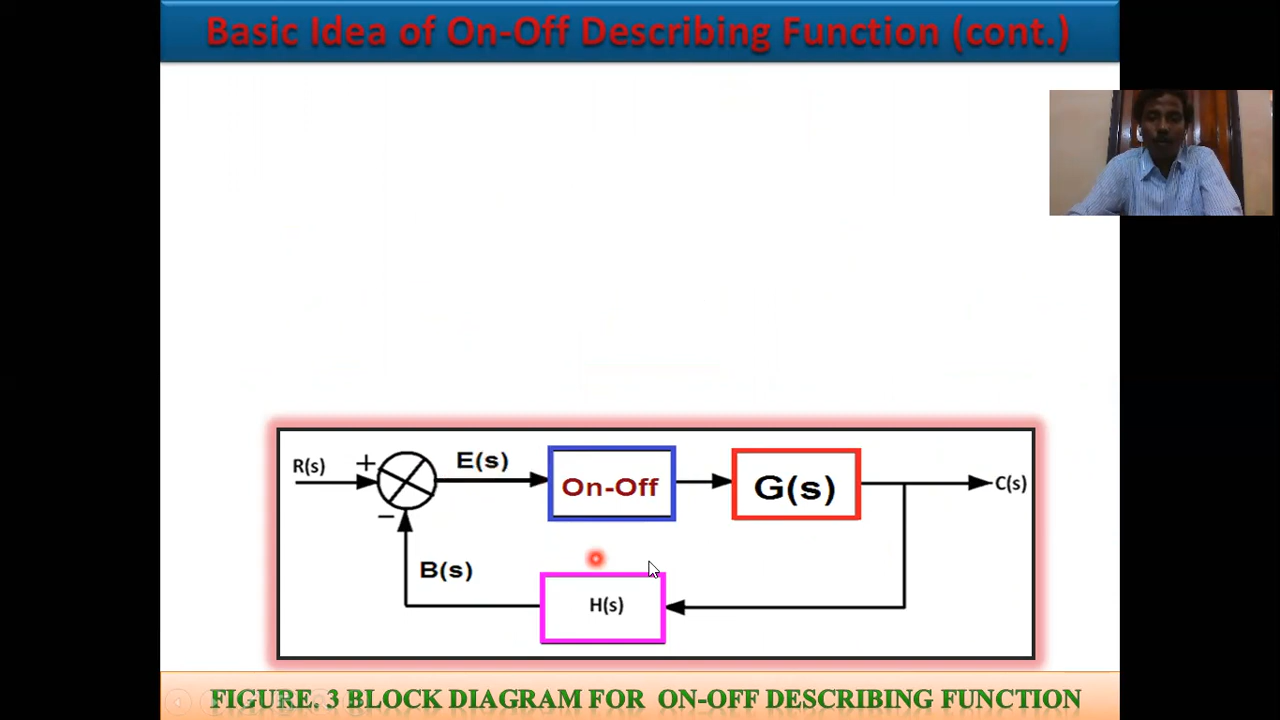 Basic Idea of On-Off Describing Function (cont.)
R(s)
+
E(s)
On-Off
G(s)
C(s)
−
B(s)
H(s)
FIGURE. 3 BLOCK DIAGRAM FOR ON-OFF DESCRIBING FUNCTION